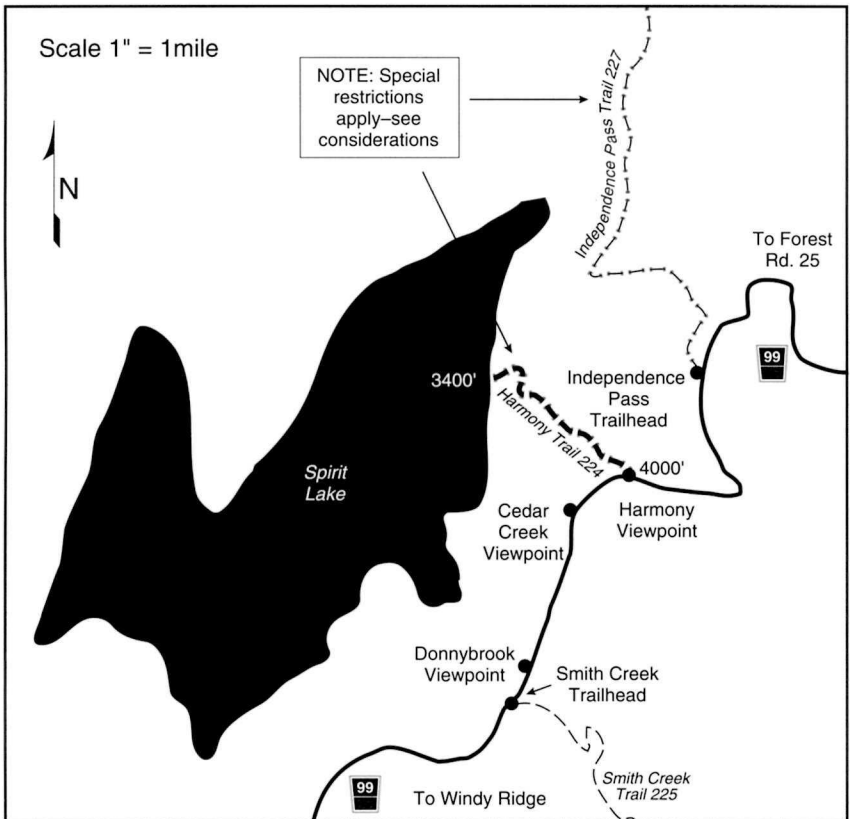 Scale 1" = 1mile
NOTE: Special
restrictions
apply–see
considerations
Independence Pass Trail 227
N
To Forest
Rd. 25
99
3400'
Independence
Pass
Trailhead
Harmony Trail 224
4000'
Spirit
Lake
Cedar
Creek
Viewpoint
Harmony
Viewpoint
Donnybrook
Viewpoint
Smith Creek
Trailhead
99
To Windy Ridge
Smith Creek
Trail 225